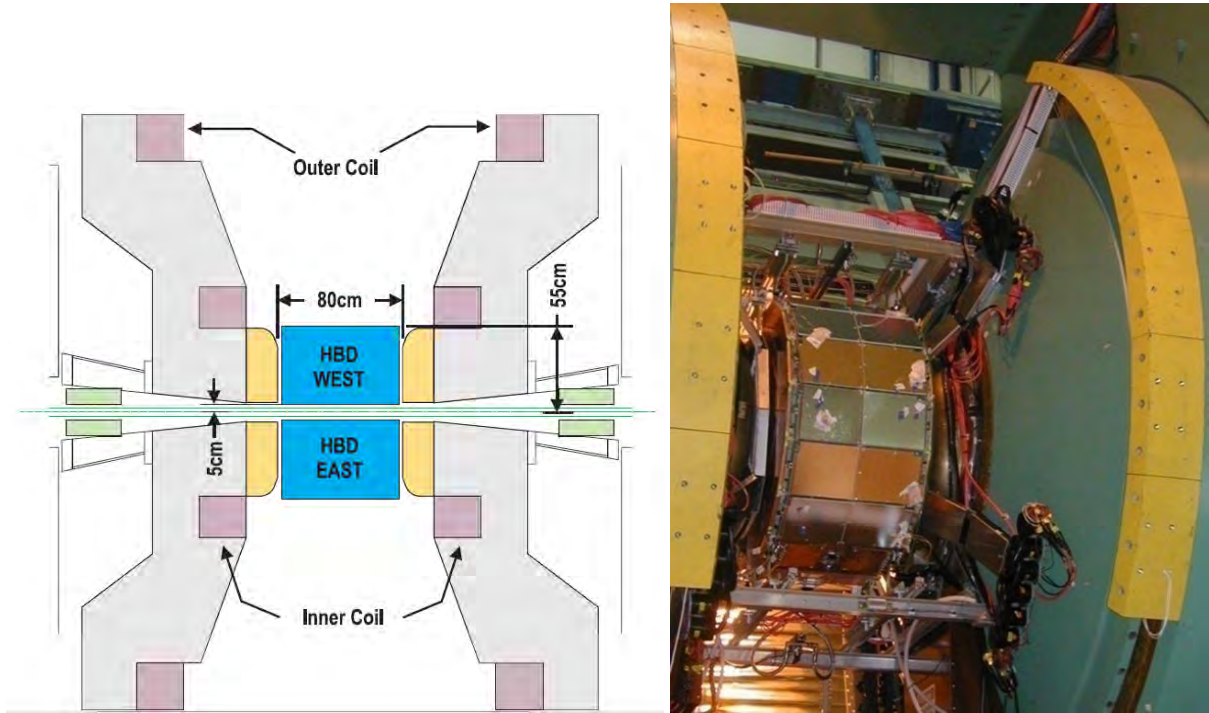 Outer Coil
80cm
55cm
HBD
WEST
HBD
EAST
5cm
Inner Coil